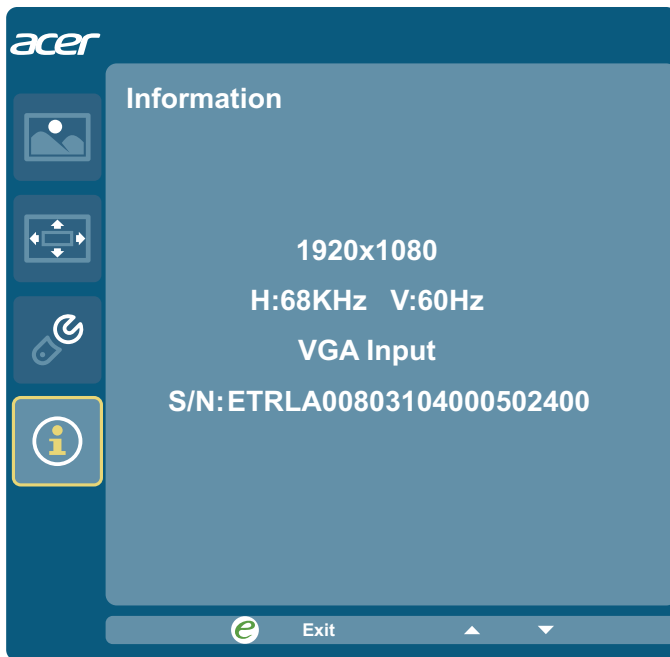 acer
Information
1920x1080
H:68KHz V:60Hz
VGA Input
S/N:ETRLA00803104000502400
e Exit